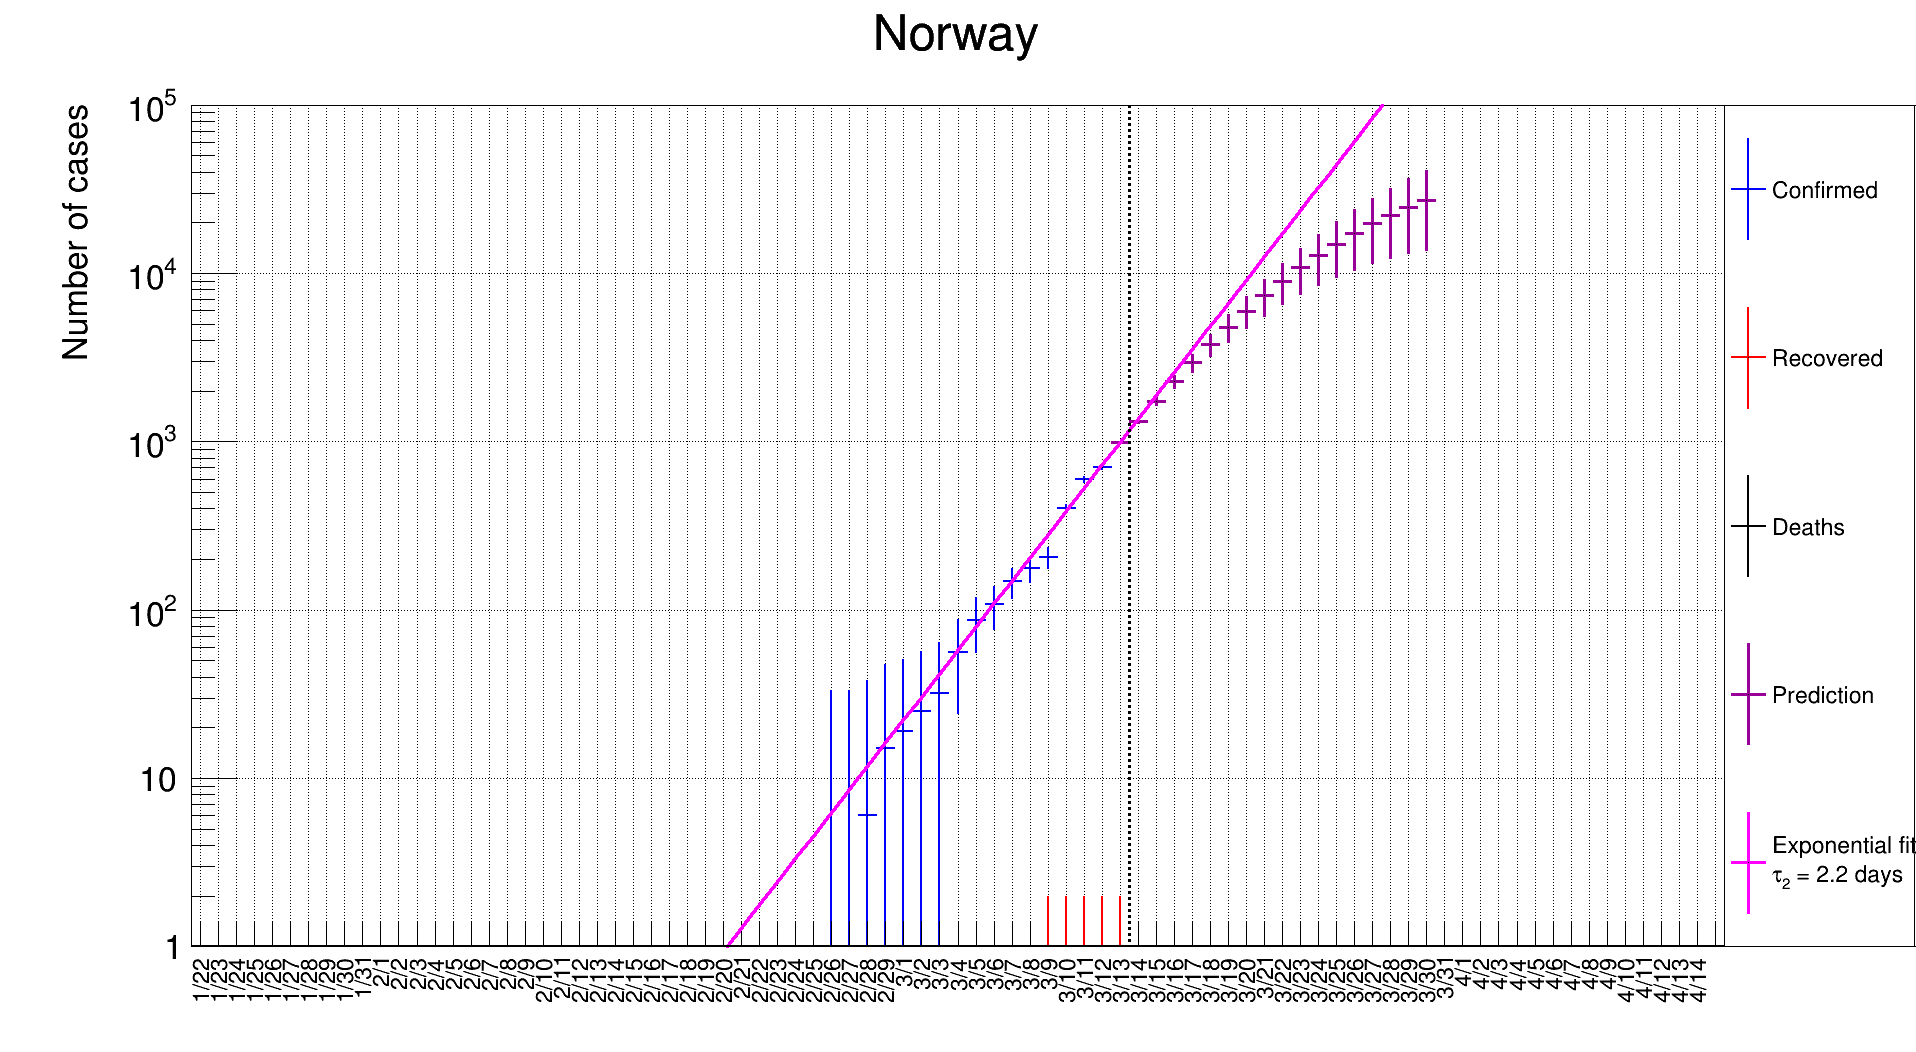 Norway
Number of cases
10^5
10^4
10^3
10^2
10
1
1/22 1/23 1/24 1/25 1/26 1/27 1/28 1/29 1/30 1/31 2/1 2/2 2/3 2/4 2/5 2/6 2/7 2/8 2/9 2/10 2/11 2/12 2/13 2/14 2/15 2/16 2/17 2/18 2/19 2/20 2/21 2/22 2/23 2/24 2/25 2/26 2/27 2/28 2/29 3/1 3/2 3/3 3/4 3/5 3/6 3/7 3/8 3/9 3/10 3/11 3/12 3/13 3/14 3/15 3/16 3/17 3/18 3/19 3/20 3/21 3/22 3/23 3/24 3/25 3/26 3/27 3/28 3/29 3/30 3/31 4/1 4/2 4/3 4/4 4/5 4/6 4/7 4/8 4/9 4/10 4/11 4/12 4/13 4/14
Confirmed
Recovered
Deaths
Prediction
Exponential fit
τ₂ = 2.2 days